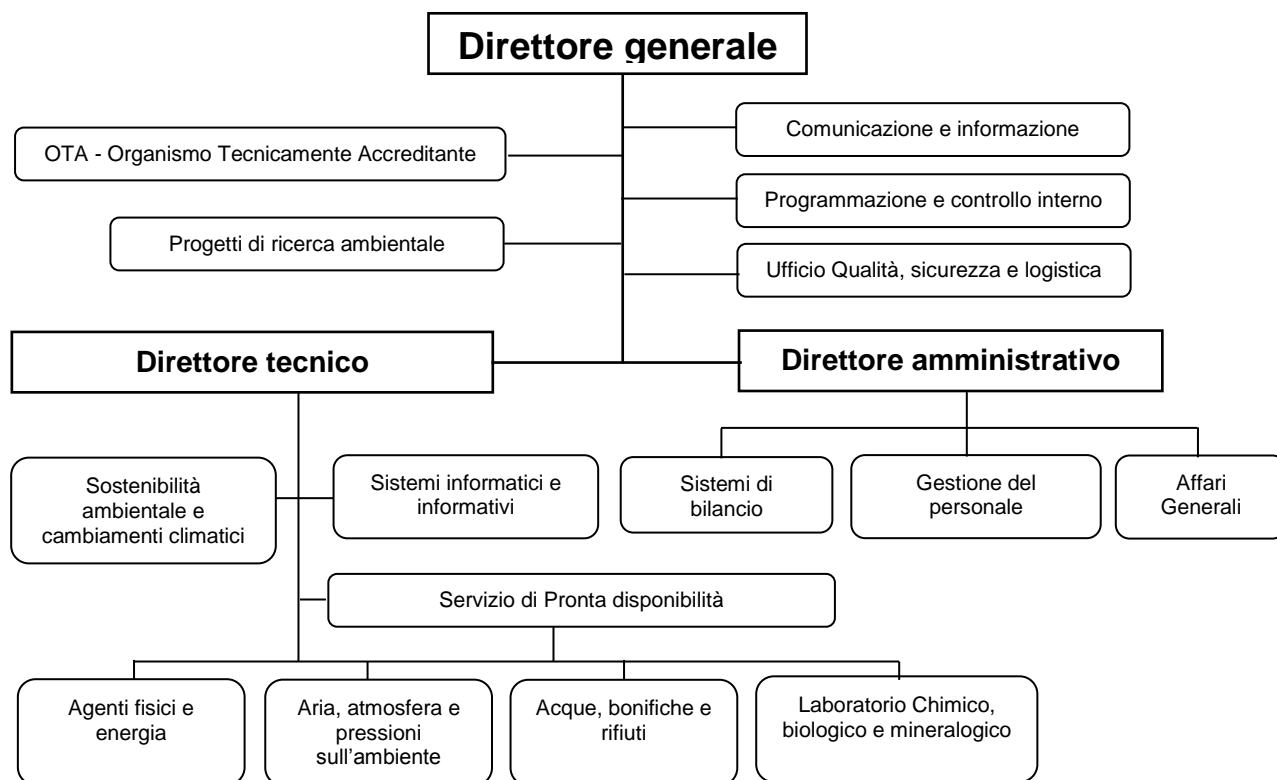 Direttore generale
Comunicazione e informazione
OTA - Organismo Tecnicamente Accreditante
Programmazione e controllo interno
Progetti di ricerca ambientale
Ufficio Qualità, sicurezza e logistica
Direttore tecnico
Direttore amministrativo
Sostenibilità
ambientale e
cambiamenti climatici
Sistemi informatici e
informativi
Sistemi di
bilancio
Gestione del
personale
Affari
Generali
Servizio di Pronta disponibilità
Agenti fisici e
energia
Aria, atmosfera e
pressioni
sull'ambiente
Acque, bonifiche e
rifiuti
Laboratorio Chimico,
biologico e mineralogico